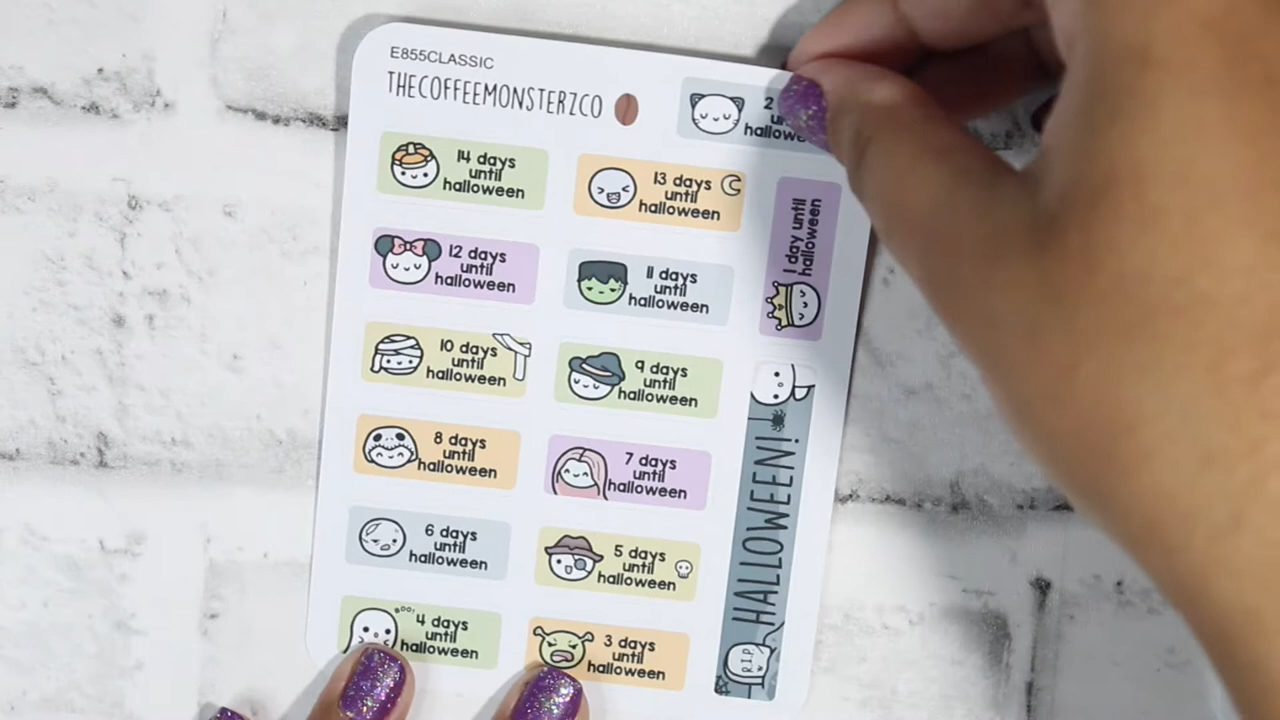 E855CLASSIC
THECOFFEEMONSTERZCO
2
hallowe
14 days
until
halloween
13 days
until
halloween
1 day until
halloween
12 days
until
halloween
11 days
until
halloween
10 days
until
halloween
9 days
until
halloween
8 days
until
halloween
7 days
until
halloween
HALLOWEEN!
R.I.P.
6 days
until
halloween
5 days
until
halloween
BOO!
4 days
until
halloween
3 days
until
halloween